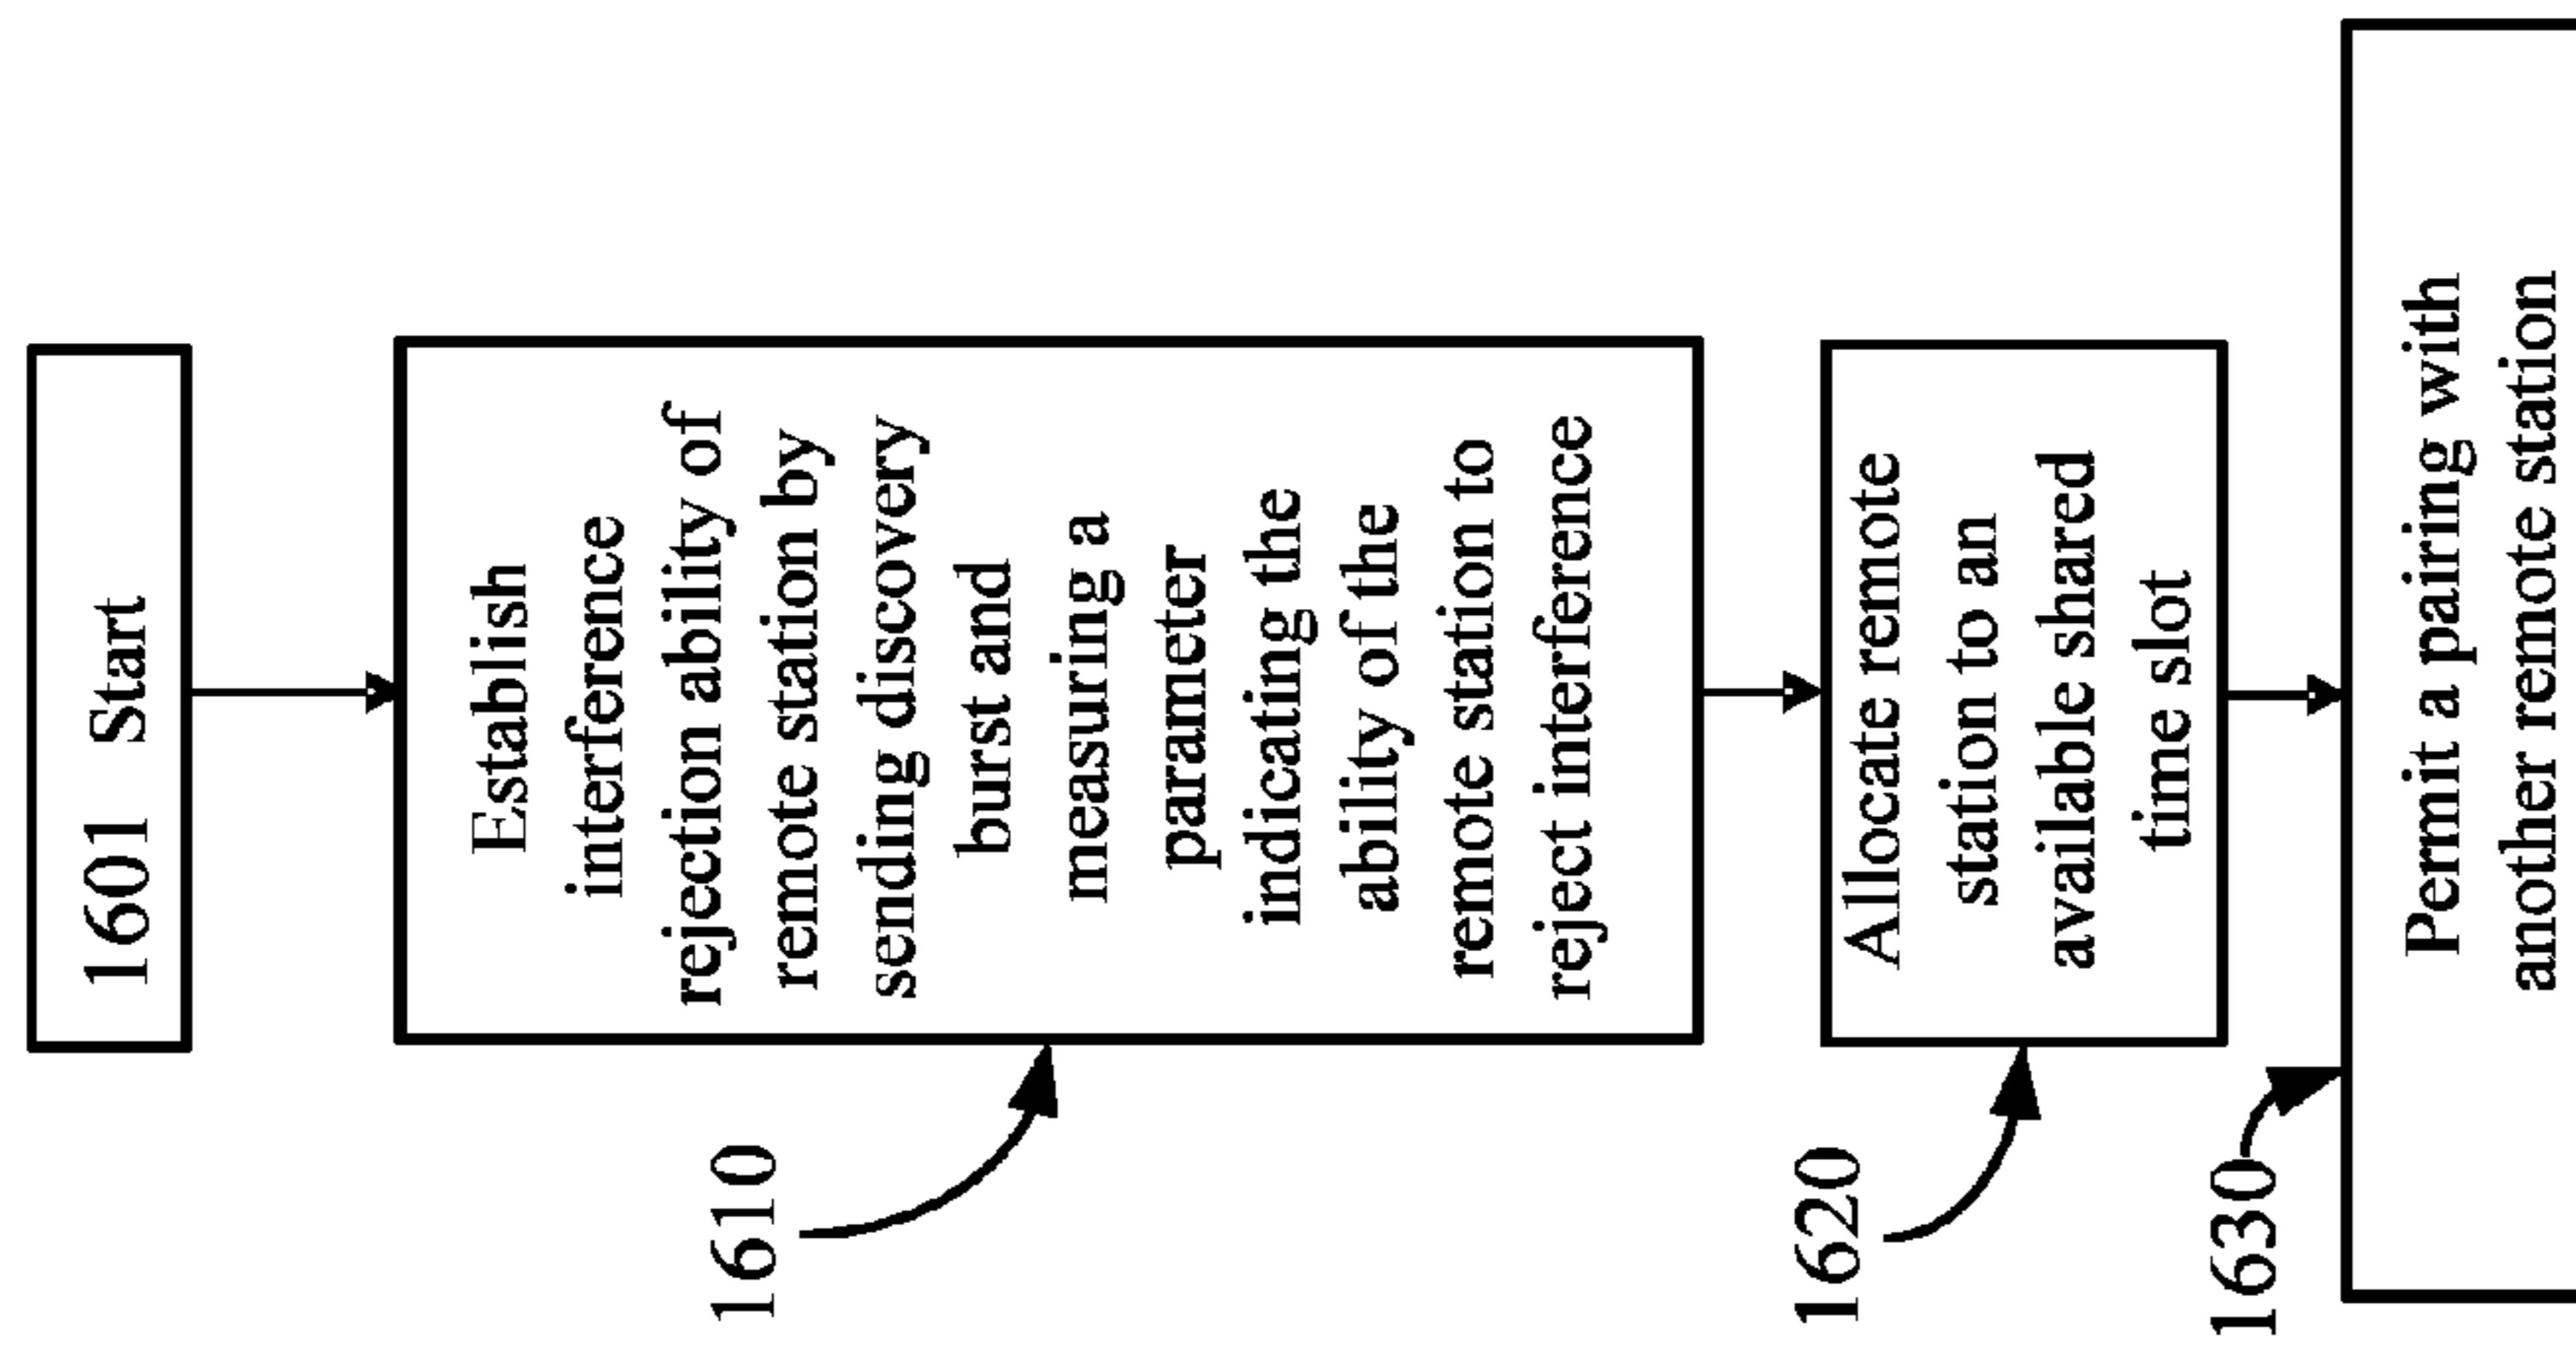 1601 Start
1610
Establish
interference
rejection ability of
remote station by
sending discovery
burst and
measuring a
parameter
indicating the
ability of the
remote station to
reject interference
1620
Allocate remote
station to an
available shared
time slot
1630
Permit a pairing with
another remote station